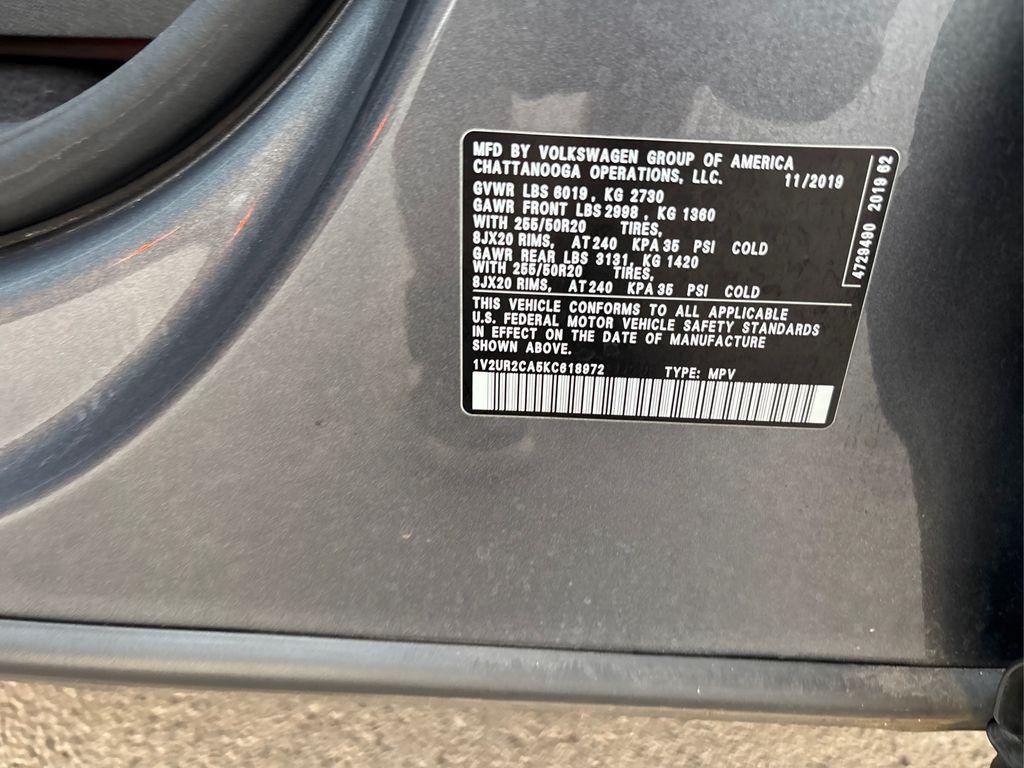 MFD BY VOLKSWAGEN GROUP OF AMERICA
CHATTANOOGA OPERATIONS, LLC. 11/2019
GVWR LBS 6019, KG 2730
GAWR FRONT LBS 2998, KG 1360
WITH 255/50R20 TIRES,
8JX20 RIMS, AT 240 KPA 35 PSI COLD
GAWR REAR LBS 3131, KG 1420
WITH 255/50R20 TIRES,
8JX20 RIMS, AT 240 KPA 35 PSI COLD
THIS VEHICLE CONFORMS TO ALL APPLICABLE
U.S. FEDERAL MOTOR VEHICLE SAFETY STANDARDS
IN EFFECT ON THE DATE OF MANUFACTURE
SHOWN ABOVE.
1V2UR2CA5KC618972 TYPE: MPV
4729490 2019 62